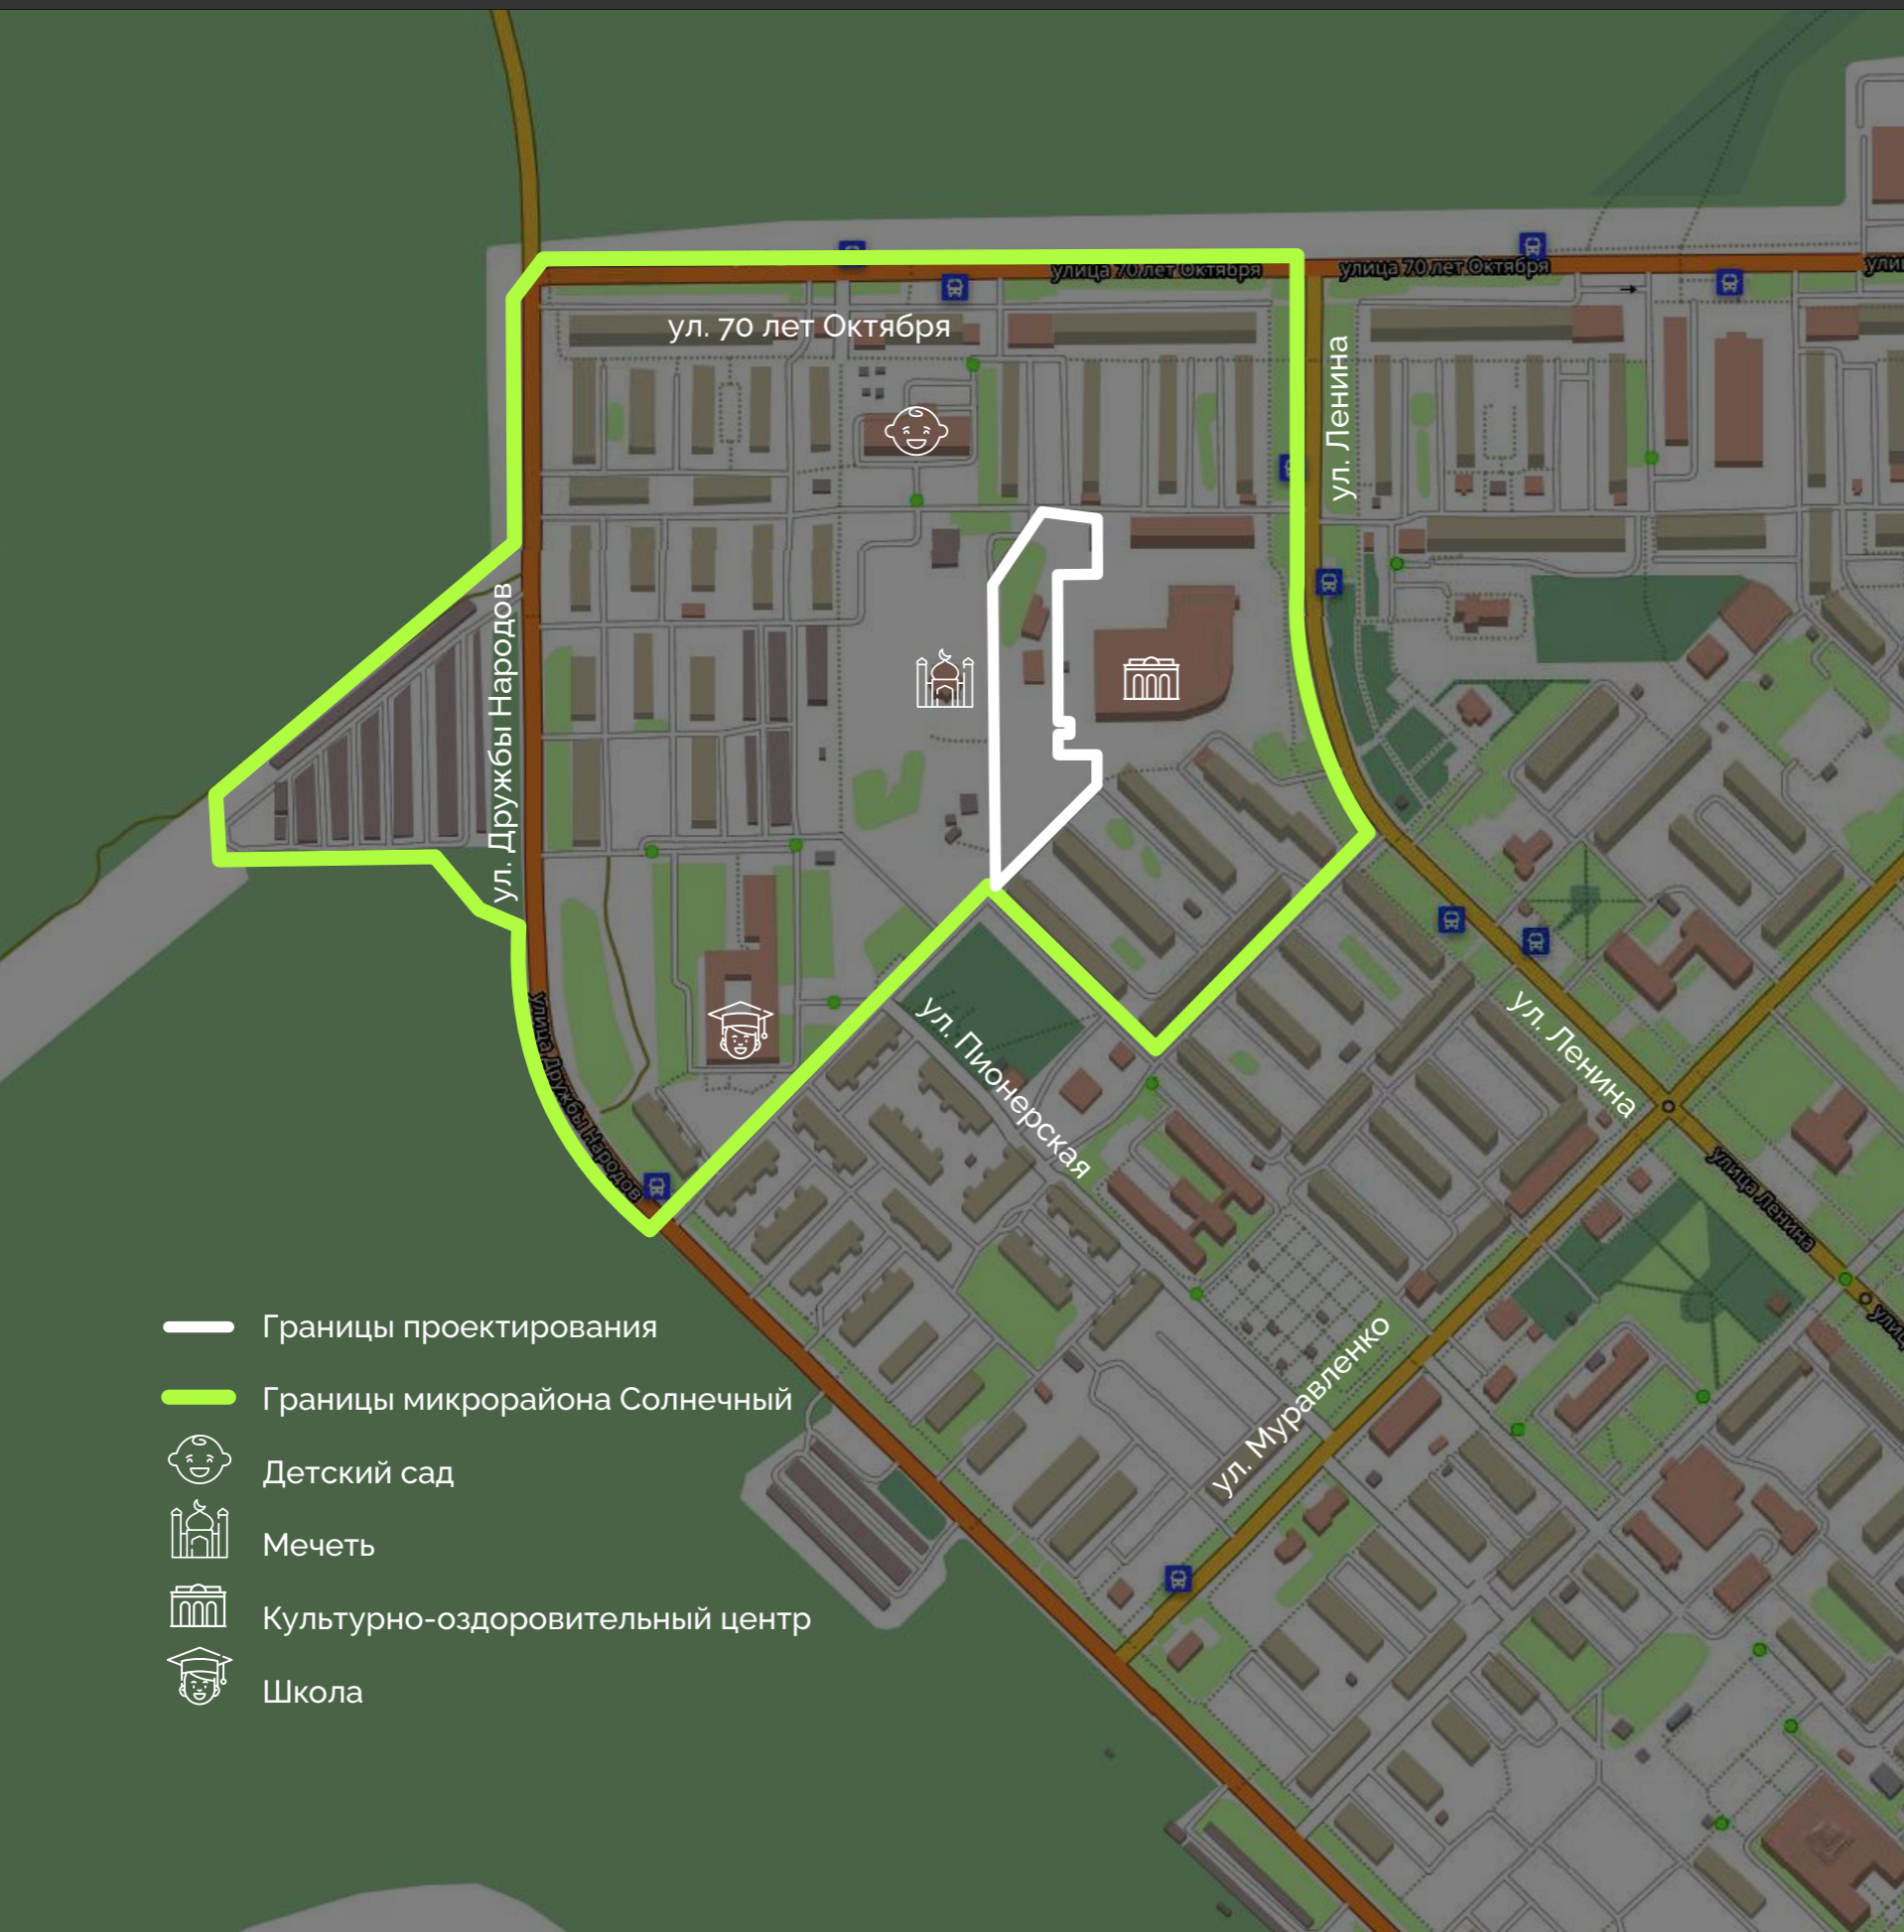 улица 70 лет Октября
улица 70 лет Октября
ул. 70 лет Октября
ул. Ленина
ул. Дружбы Народов
улица Дружбы Народов
ул. Пионерская
ул. Ленина
улица Ленина
ул. Муравленко
Границы проектирования
Границы микрорайона Солнечный
Детский сад
Мечеть
Культурно-оздоровительный центр
Школа